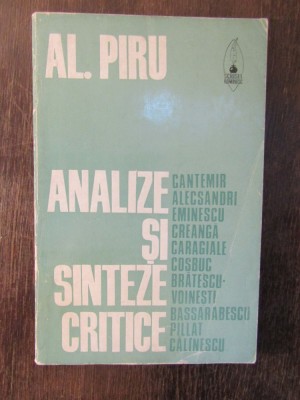 AL. PIRU
ANALIZE
ȘI
SINTEZE
CRITICE
CANTEMIR
ALECSANDRI
EMINESCU
CREANGĂ
CARAGIALE
COȘBUC
BRĂTESCU-
VOINEȘTI
BASSARABESCU
PILLAT
CĂLINESCU